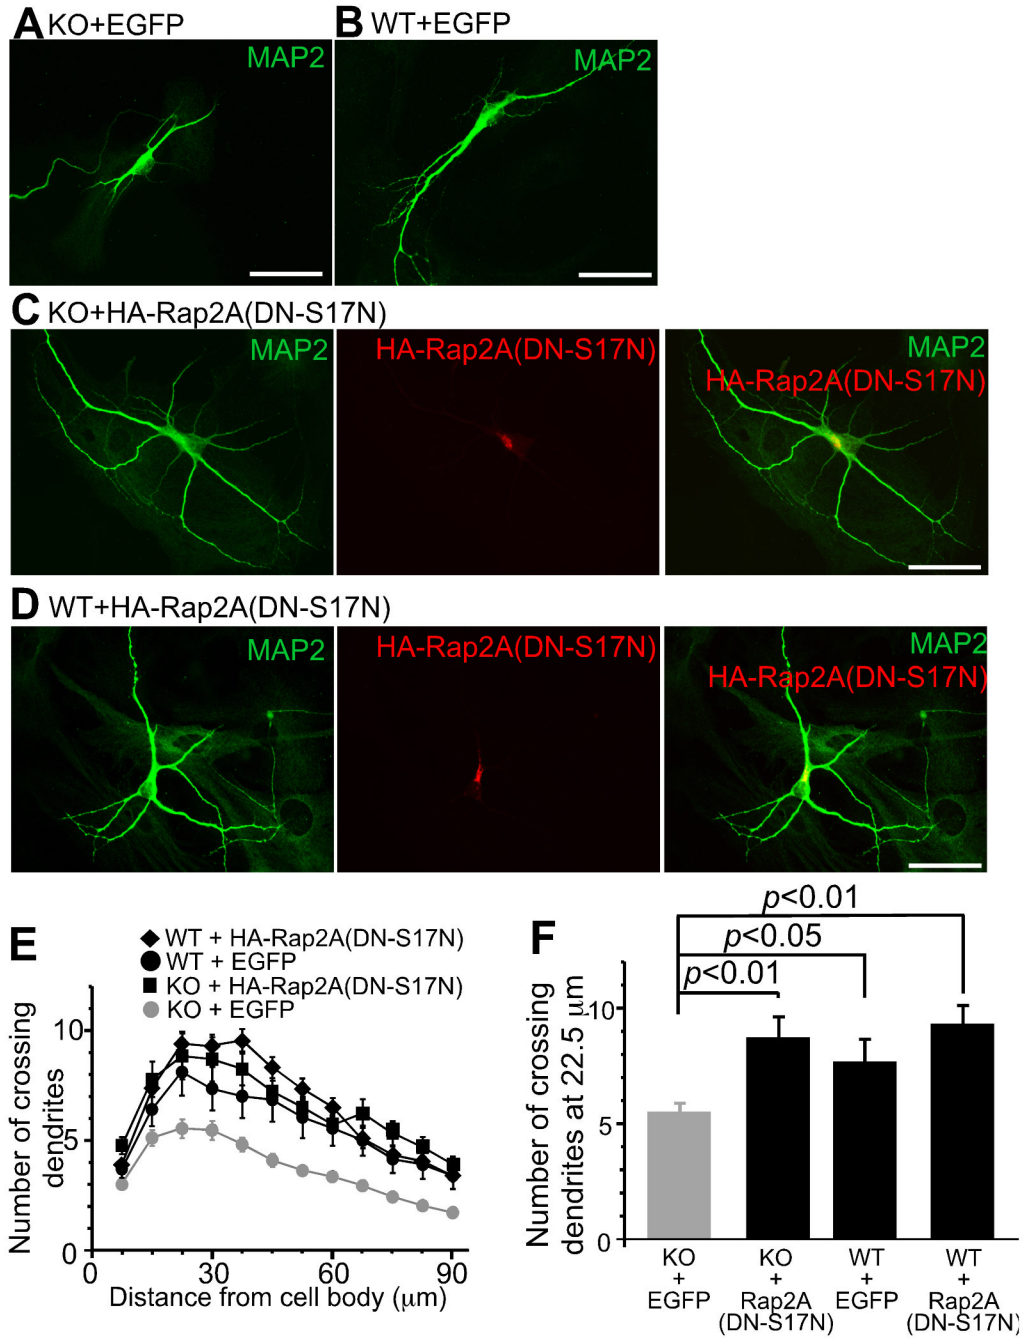 A KO+EGFP
MAP2
B WT+EGFP
MAP2
C KO+HA-Rap2A(DN-S17N)
MAP2
HA-Rap2A(DN-S17N)
MAP2
HA-Rap2A(DN-S17N)
D WT+HA-Rap2A(DN-S17N)
MAP2
HA-Rap2A(DN-S17N)
MAP2
HA-Rap2A(DN-S17N)
E
WT + HA-Rap2A(DN-S17N)
WT + EGFP
KO + HA-Rap2A(DN-S17N)
KO + EGFP
Number of crossing
dendrites
10
5
0
0 30 60 90
Distance from cell body (μm)
F
p<0.01
p<0.05
p<0.01
Number of crossing
dendrites at 22.5 μm
10
5
0
KO
+
EGFP
KO
+
Rap2A
(DN-S17N)
WT
+
EGFP
WT
+
Rap2A
(DN-S17N)